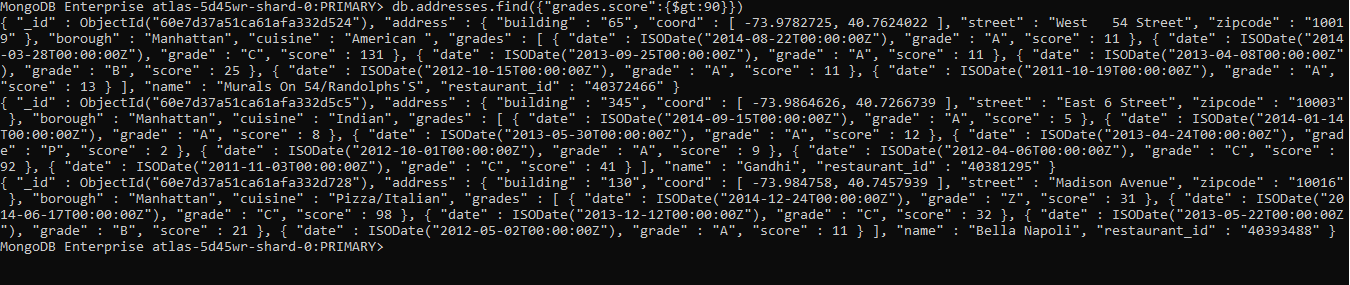 MongoDB Enterprise atlas-5d45wr-shard-0:PRIMARY> db.addresses.find({"grades.score":{$gt:90}})
{ "_id" : ObjectId("60e7d37a51ca61afa332d524"), "address" : { "building" : "65", "coord" : [ -73.9782725, 40.7624022 ], "street" : "West   54 Street", "zipcode" : "1001
9" }, "borough" : "Manhattan", "cuisine" : "American ", "grades" : [ { "date" : ISODate("2014-08-22T00:00:00Z"), "grade" : "A", "score" : 11 }, { "date" : ISODate("2014
-03-28T00:00:00Z"), "grade" : "C", "score" : 131 }, { "date" : ISODate("2013-09-25T00:00:00Z"), "grade" : "A", "score" : 11 }, { "date" : ISODate("2013-04-08T00:00:00Z"
), "grade" : "B", "score" : 25 }, { "date" : ISODate("2012-10-15T00:00:00Z"), "grade" : "A", "score" : 11 }, { "date" : ISODate("2011-10-19T00:00:00Z"), "grade" : "A",
"score" : 13 } ], "name" : "Murals On 54/Randolphs'S", "restaurant_id" : "40372466" }
{ "_id" : ObjectId("60e7d37a51ca61afa332d5c5"), "address" : { "building" : "345", "coord" : [ -73.9864626, 40.7266739 ], "street" : "East 6 Street", "zipcode" : "10003"
 }, "borough" : "Manhattan", "cuisine" : "Indian", "grades" : [ { "date" : ISODate("2014-09-15T00:00:00Z"), "grade" : "A", "score" : 5 }, { "date" : ISODate("2014-01-14
T00:00:00Z"), "grade" : "A", "score" : 8 }, { "date" : ISODate("2013-05-30T00:00:00Z"), "grade" : "A", "score" : 12 }, { "date" : ISODate("2013-04-24T00:00:00Z"), "grad
e" : "P", "score" : 2 }, { "date" : ISODate("2012-10-01T00:00:00Z"), "grade" : "A", "score" : 9 }, { "date" : ISODate("2012-04-06T00:00:00Z"), "grade" : "C", "score" :
92 }, { "date" : ISODate("2011-11-03T00:00:00Z"), "grade" : "C", "score" : 41 } ], "name" : "Gandhi", "restaurant_id" : "40381295" }
{ "_id" : ObjectId("60e7d37a51ca61afa332d728"), "address" : { "building" : "130", "coord" : [ -73.984758, 40.7457939 ], "street" : "Madison Avenue", "zipcode" : "10016"
 }, "borough" : "Manhattan", "cuisine" : "Pizza/Italian", "grades" : [ { "date" : ISODate("2014-12-24T00:00:00Z"), "grade" : "Z", "score" : 31 }, { "date" : ISODate("20
14-06-17T00:00:00Z"), "grade" : "C", "score" : 98 }, { "date" : ISODate("2013-12-12T00:00:00Z"), "grade" : "C", "score" : 32 }, { "date" : ISODate("2013-05-22T00:00:00Z
"), "grade" : "B", "score" : 21 }, { "date" : ISODate("2012-05-02T00:00:00Z"), "grade" : "A", "score" : 11 } ], "name" : "Bella Napoli", "restaurant_id" : "40393488" }
MongoDB Enterprise atlas-5d45wr-shard-0:PRIMARY>